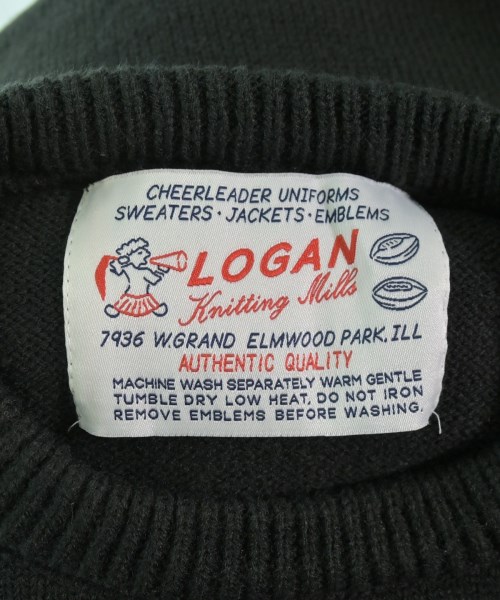 CHEERLEADER UNIFORMS
SWEATERS · JACKETS · EMBLEMS
LOGAN
Knitting Mills
7936 W.GRAND ELMWOOD PARK, ILL
AUTHENTIC QUALITY
MACHINE WASH SEPARATELY WARM GENTLE
TUMBLE DRY LOW HEAT, DO NOT IRON
REMOVE EMBLEMS BEFORE WASHING.